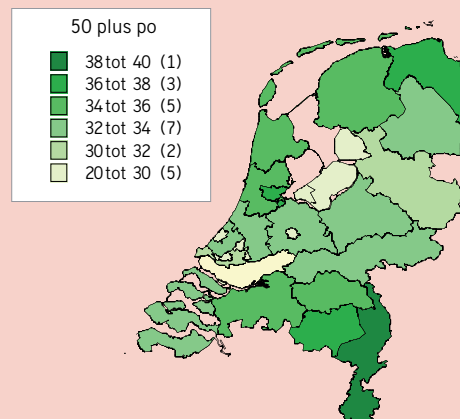 50 plus po
38 tot 40 (1)
36 tot 38 (3)
34 tot 36 (5)
32 tot 34 (7)
30 tot 32 (2)
20 tot 30 (5)